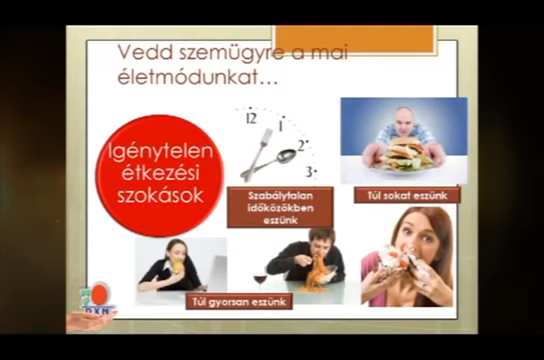 Vedd szemügyre a mai
életmódunkat...
Igénytelen
étkezési
szokások
12
1
2
3
Szabálytalan
időközökben
eszünk
Túl sokat eszünk
Túl gyorsan eszünk
DXN